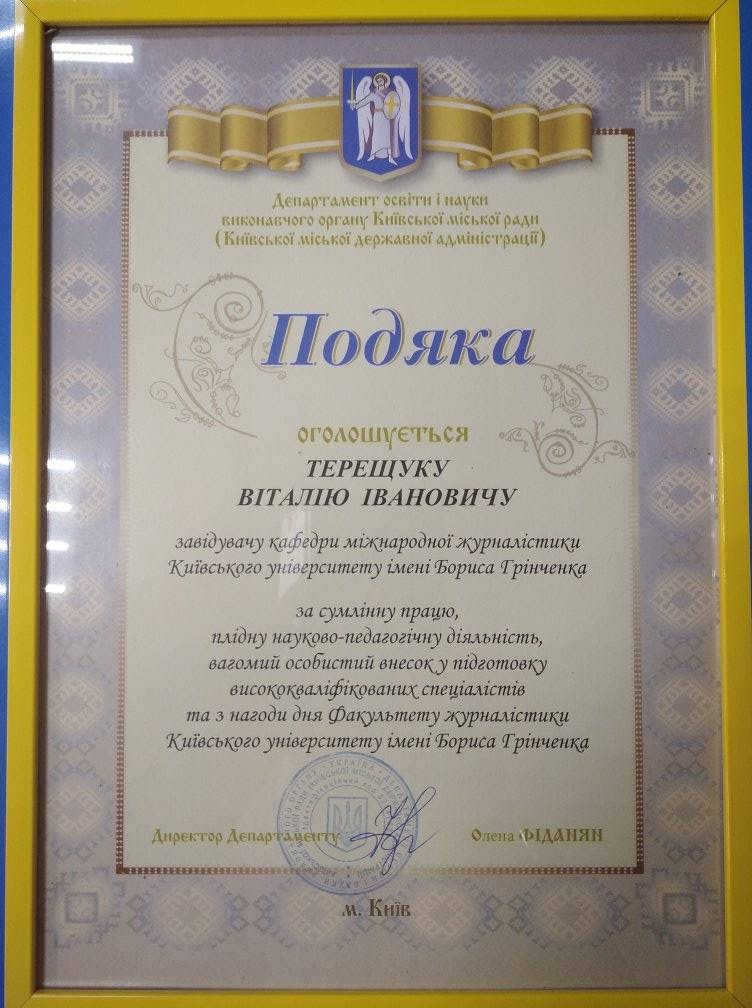 Департамент освіти і науки
виконавчого органу Київської міської ради
(Київської міської державної адміністрації)
Подяка
оголошується
ТЕРЕЩУКУ
ВІТАЛІЮ ІВАНОВИЧУ
завідувачу кафедри міжнародної журналістики
Київського університету імені Бориса Грінченка
за сумлінну працю,
плідну науково-педагогічну діяльність,
вагомий особистий внесок у підготовку
висококваліфікованих спеціалістів
та з нагоди дня Факультету журналістики
Київського університету імені Бориса Грінченка
УКРАЇНА
Директор Департаменту Олена ФІДАНЯН
м. Київ